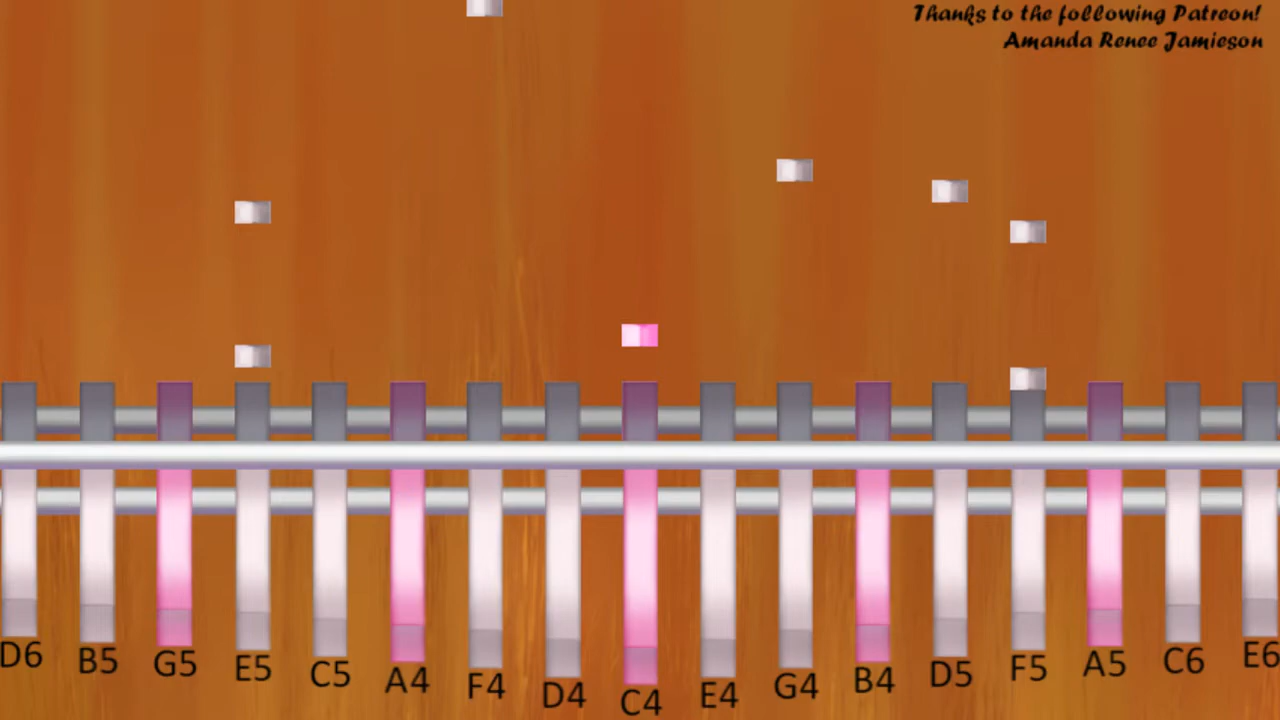 Thanks to the following Patreon!
Amanda Renee Jamieson
D6 B5 G5 E5 C5 A4 F4 D4 C4 E4 G4 B4 D5 F5 A5 C6 E6